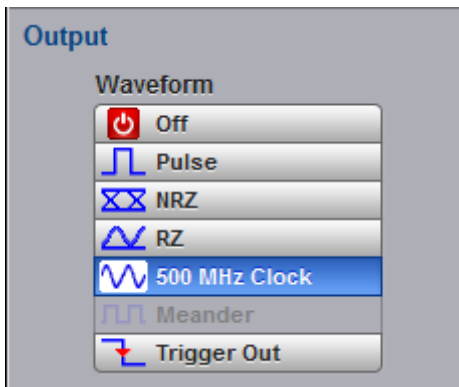 Output
Waveform
Off
Pulse
NRZ
RZ
500 MHz Clock
Meander
Trigger Out